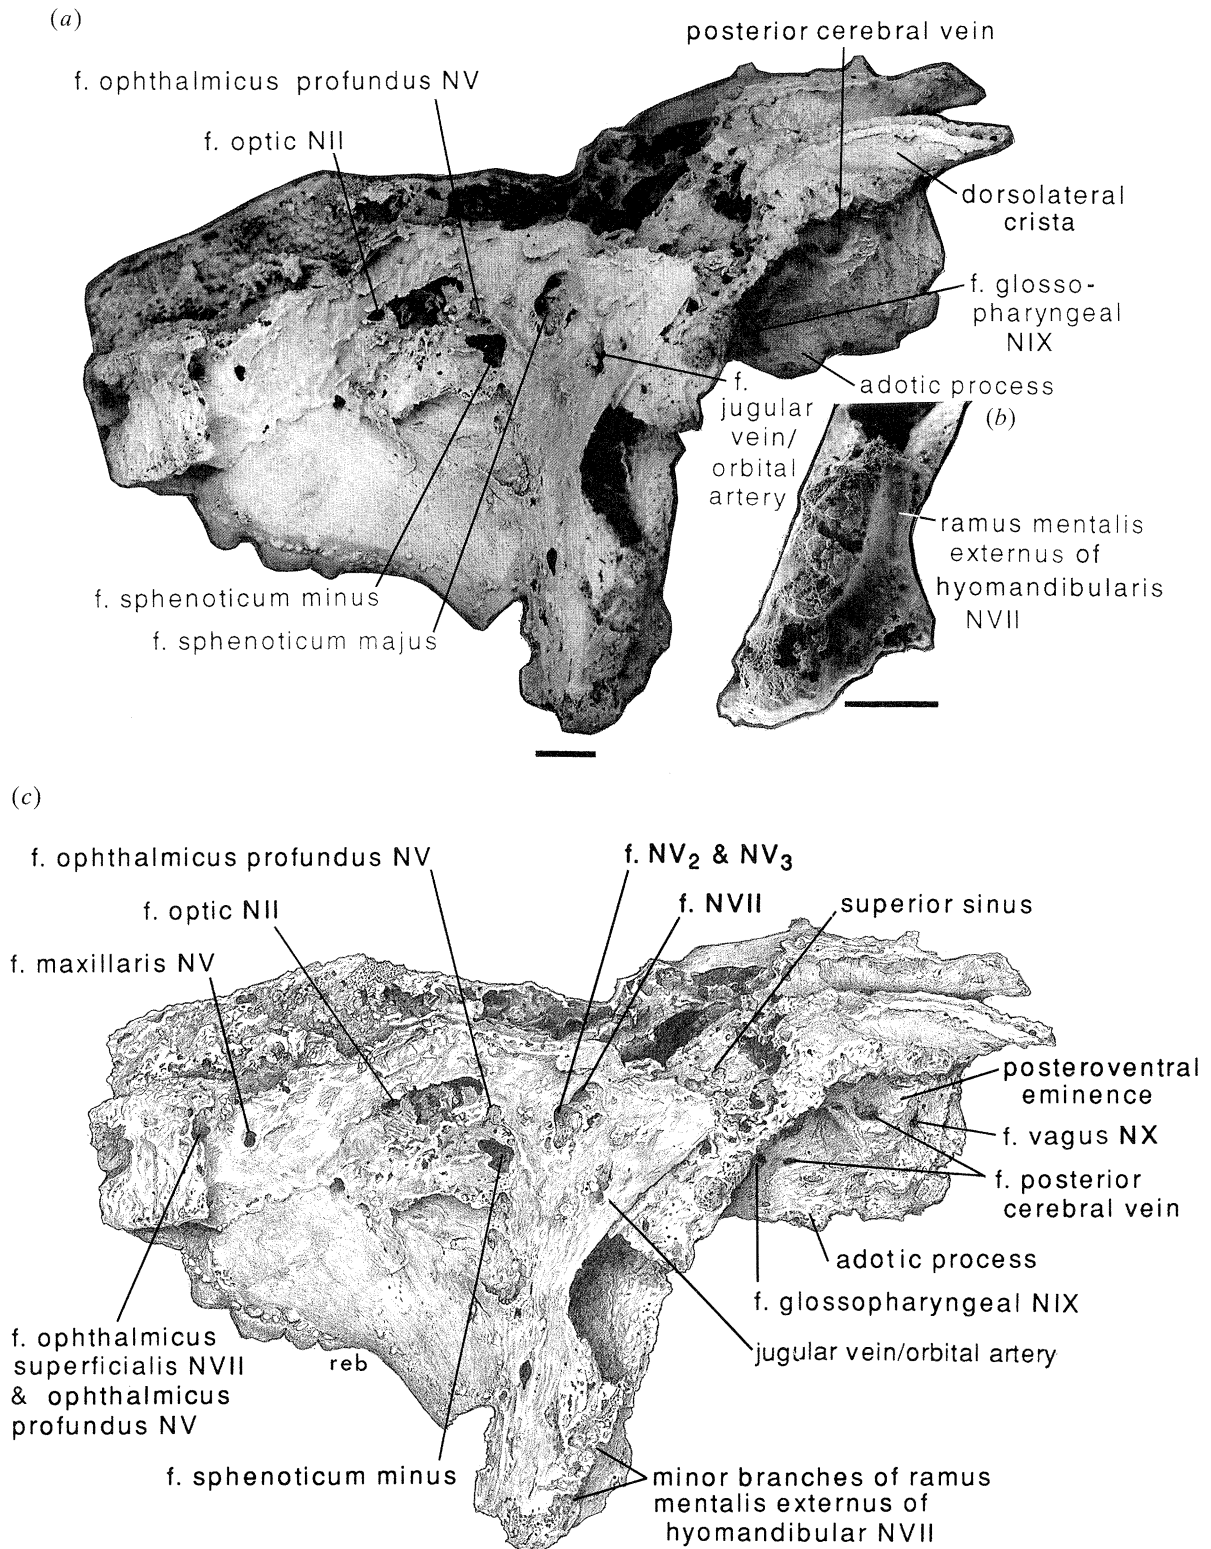 (a)
posterior cerebral vein
f. ophthalmicus profundus NV
f. optic NII
dorsolateral
crista
f. glosso-
pharyngeal
NIX
adotic process
f.
jugular
vein/
orbital
artery
(b)
ramus mentalis
externus of
hyomandibularis
NVII
f. sphenoticum minus
f. sphenoticum majus
(c)
f. ophthalmicus profundus NV
f. NV2 & NV3
f. optic NII
f. NVII
superior sinus
f. maxillaris NV
posteroventral
eminence
f. vagus NX
f. posterior
cerebral vein
adotic process
f. glossopharyngeal NIX
jugular vein/orbital artery
f. ophthalmicus
superficialis NVII
& ophthalmicus
profundus NV
reb
f. sphenoticum minus
minor branches of ramus
mentalis externus of
hyomandibular NVII